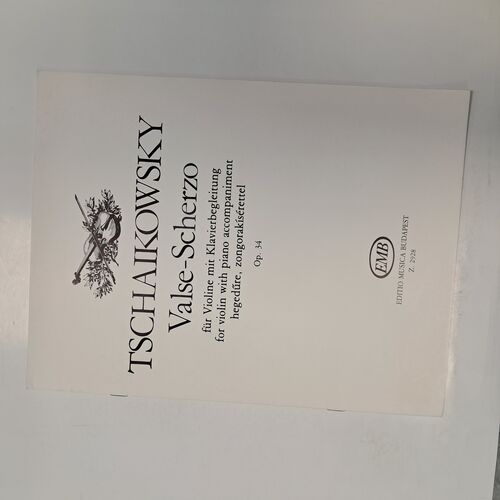 TSCHAIKOWSKY
Valse-Scherzo
für Violine mit Klavierbegleitung
for violin with piano accompaniment
hegedűre, zongorakísérettel
Op. 34
EMB
EDITIO MUSICA BUDAPEST
Z. 2928